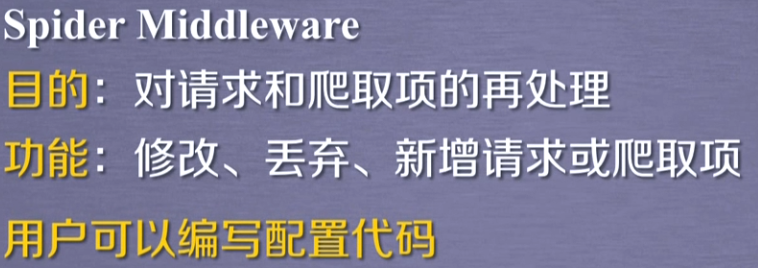 Spider Middleware
目的：对请求和爬取项的再处理
功能：修改、丢弃、新增请求或爬取项
用户可以编写配置代码